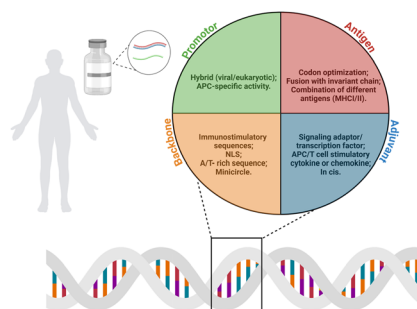 Promotor
Antigen
Hybrid (viral/eukaryotic);
APC-specific activity.
Codon optimization;
Fusion with invariant chain;
Combination of different
antigens (MHCI/II).
Backbone
Adjuvant
Immunostimulatory
sequences;
NLS;
A/T- rich sequence;
Minicircle.
Signaling adaptor/
transcription factor;
APC/T cell stimulatory
cytokine or chemokine;
In cis.